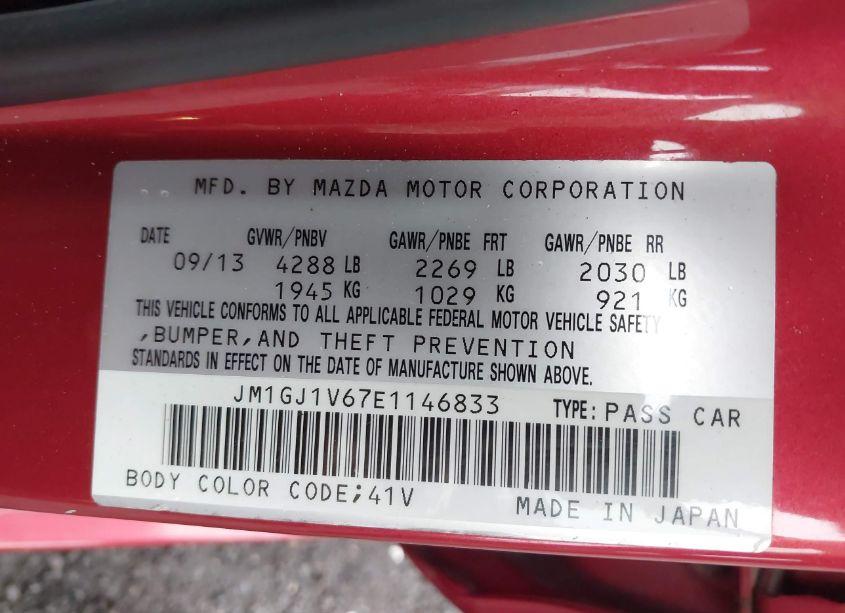 MFD. BY MAZDA MOTOR CORPORATION
DATE GVWR/PNBV GAWR/PNBE FRT GAWR/PNBE RR
09/13 4288 LB 2269 LB 2030 LB
1945 KG 1029 KG 921 KG
THIS VEHICLE CONFORMS TO ALL APPLICABLE FEDERAL MOTOR VEHICLE SAFETY
,BUMPER,AND THEFT PREVENTION
STANDARDS IN EFFECT ON THE DATE OF MANUFACTURE SHOWN ABOVE.
JM1GJ1V67E1146833 TYPE: PASS CAR
BODY COLOR CODE;41V MADE IN JAPAN